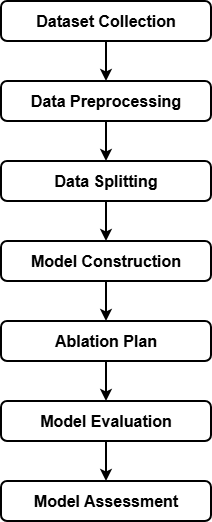 Dataset Collection
Data Preprocessing
Data Splitting
Model Construction
Ablation Plan
Model Evaluation
Model Assessment